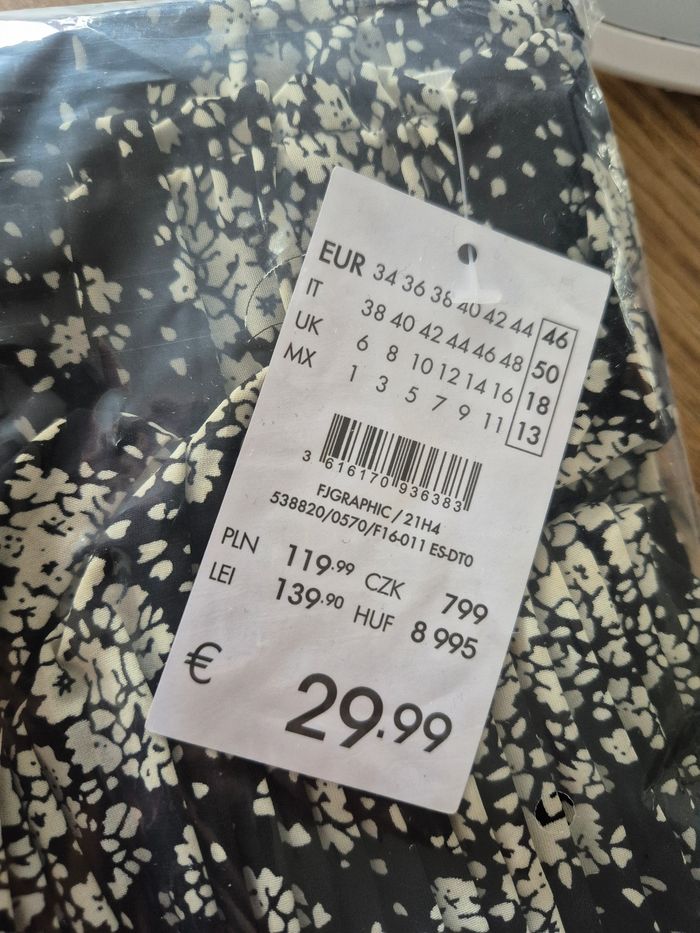 EUR 34 36 38 40 42 44 46
IT 38 40 42 44 46 48 50
UK 6 8 10 12 14 16 18
MX 1 3 5 7 9 11 13
3 616170 936383
FJGRAPHIC / 21H4
538820/0570/F16-011 ES-DT0
PLN 119.99 CZK 799
LEI 139.90 HUF 8 995
€ 29.99